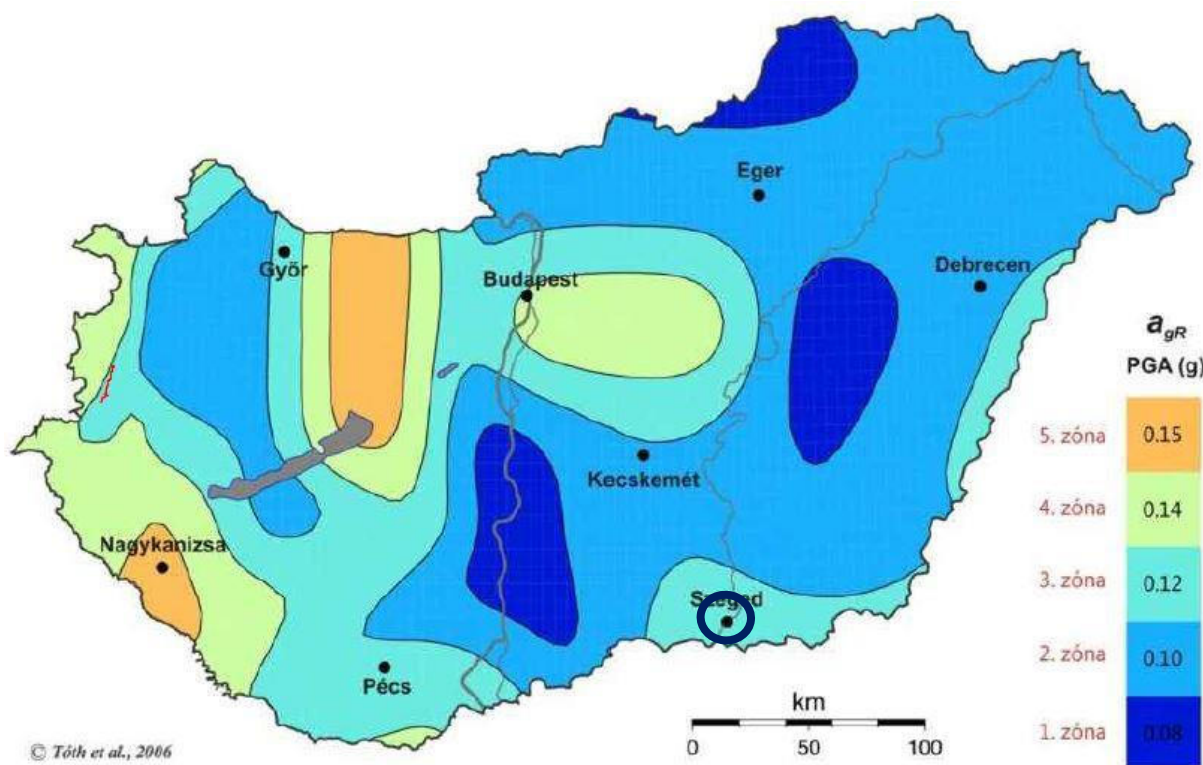 Eger
Győr
Budapest
Debrecen
a_gR
PGA (g)
5. zóna
0.15
Kecskemét
4. zóna
0.14
Nagykanizsa
3. zóna
0.12
Szeged
2. zóna
0.10
Pécs
km
1. zóna
0.08
0 50 100
© Tóth et al., 2006